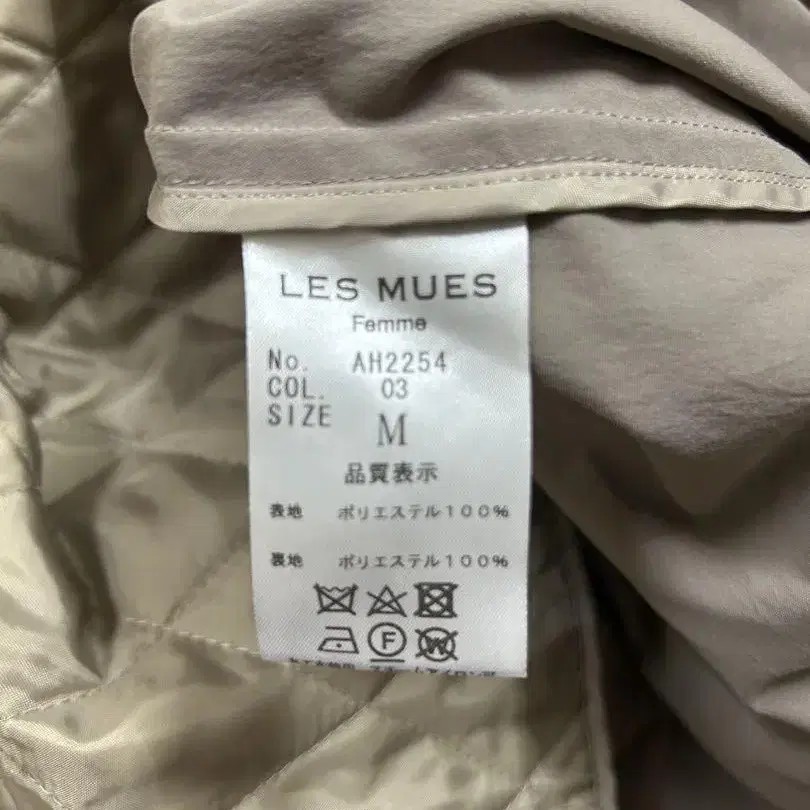 LES MUES
Femme
No. AH2254
COL. 03
SIZE M
品質表示
表地 ポリエステル100%
裏地 ポリエステル100%
F W